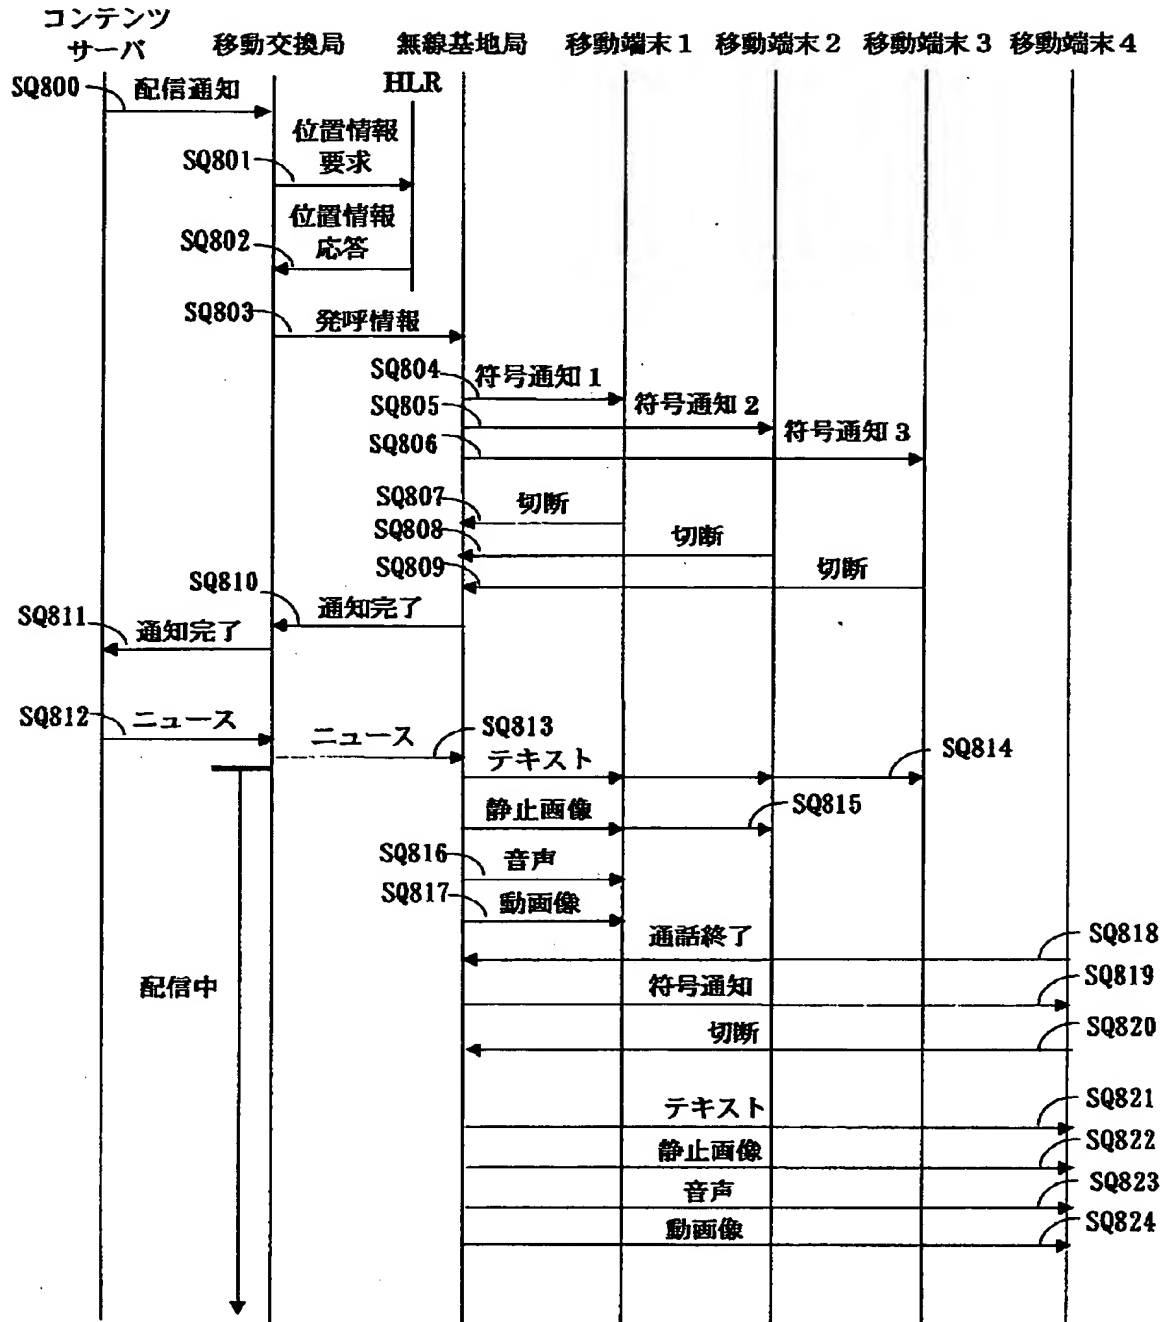 コンテンツ
サーバ
移動交換局
無線基地局
移動端末1
移動端末2
移動端末3
移動端末4
HLR
SQ800
配信通知
位置情報
要求
SQ801
位置情報
応答
SQ802
SQ803
発呼情報
SQ804
符号通知1
SQ805
符号通知2
SQ806
符号通知3
SQ807
切断
SQ808
切断
SQ809
切断
SQ810
通知完了
SQ811
通知完了
SQ812
ニュース
ニュース
SQ813
テキスト
SQ814
静止画像
SQ815
SQ816
音声
SQ817
動画像
通話終了
SQ818
配信中
符号通知
SQ819
切断
SQ820
テキスト
SQ821
静止画像
SQ822
音声
SQ823
動画像
SQ824